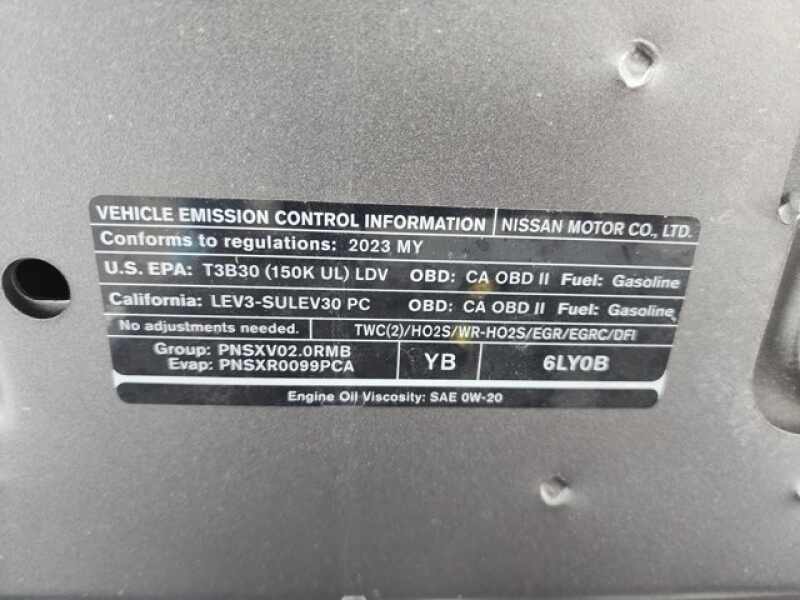 VEHICLE EMISSION CONTROL INFORMATION NISSAN MOTOR CO., LTD.
Conforms to regulations: 2023 MY
U.S. EPA: T3B30 (150K UL) LDV OBD: CA OBD II Fuel: Gasoline
California: LEV3-SULEV30 PC OBD: CA OBD II Fuel: Gasoline
No adjustments needed. TWC(2)/HO2S/WR-HO2S/EGR/EGRC/DFI
Group: PNSXV02.0RMB
Evap: PNSXR0099PCA
YB
6LY0B
Engine Oil Viscosity: SAE 0W-20